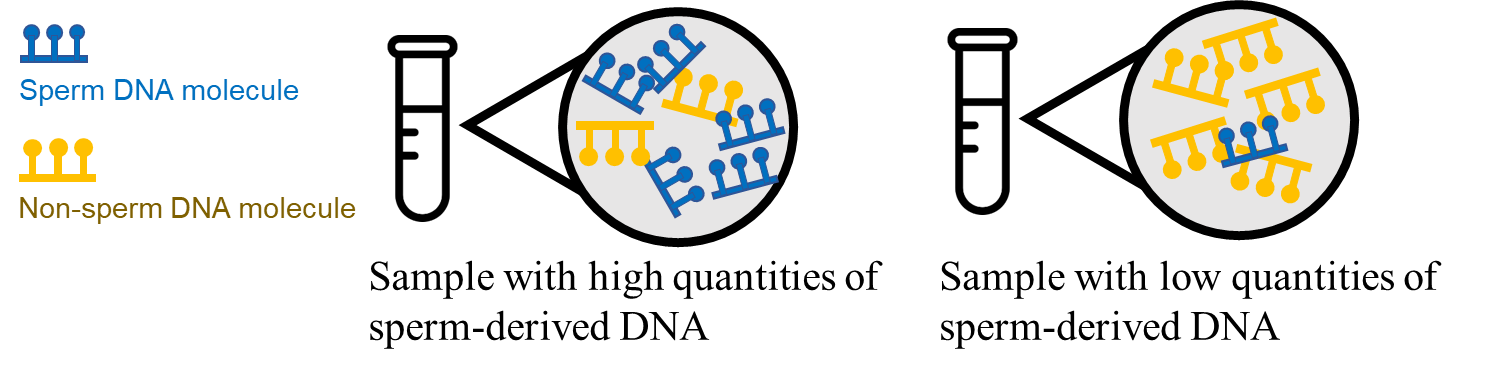 Sperm DNA molecule
Non-sperm DNA molecule
Sample with high quantities of
sperm-derived DNA
Sample with low quantities of
sperm-derived DNA